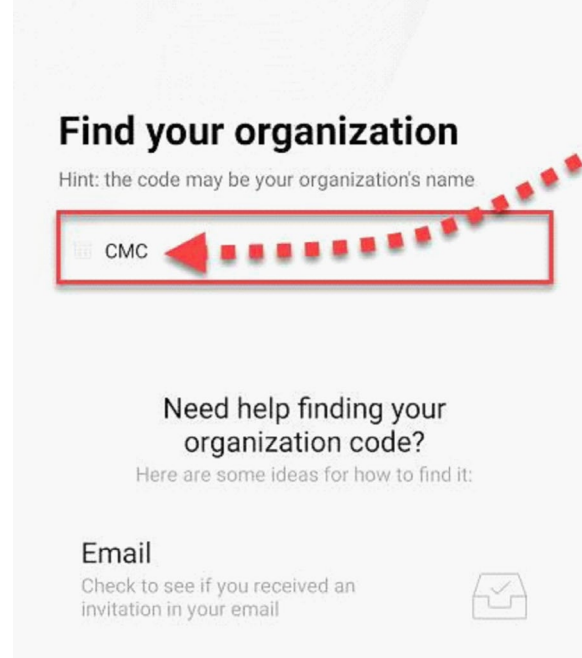 Find your organization
Hint: the code may be your organization's name
CMC
Need help finding your
organization code?
Here are some ideas for how to find it:
Email
Check to see if you received an
invitation in your email